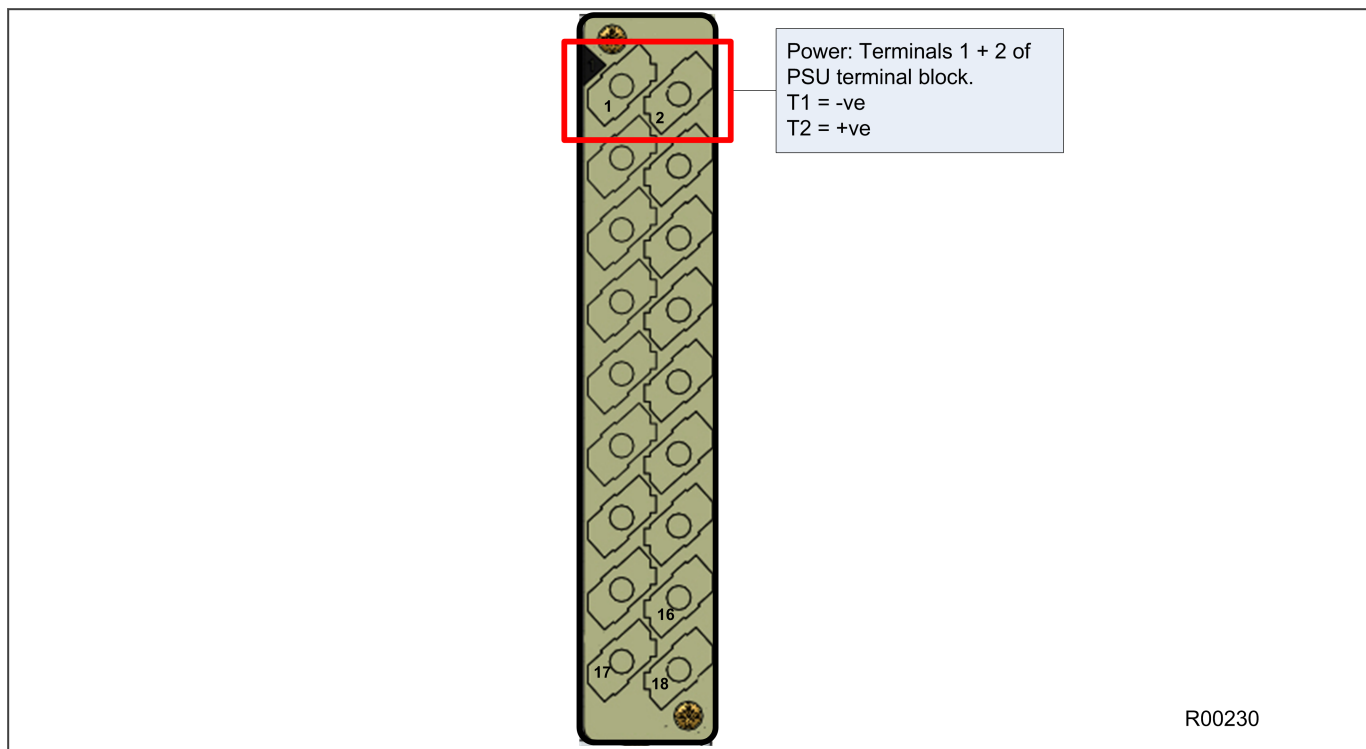 Power: Terminals 1 + 2 of
PSU terminal block.
T1 = -ve
T2 = +ve
1
2
16
17
18
R00230